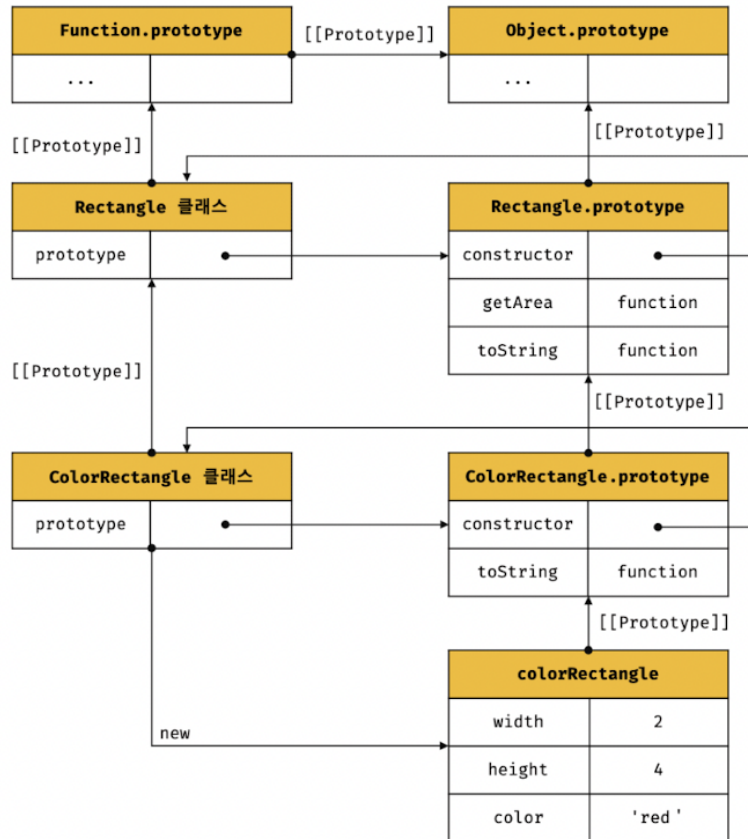 Function.prototype
[[Prototype]]
Object.prototype
...
...
[[Prototype]]
[[Prototype]]
Rectangle 클래스
Rectangle.prototype
prototype
constructor
getArea
function
toString
function
[[Prototype]]
[[Prototype]]
ColorRectangle 클래스
ColorRectangle.prototype
prototype
constructor
toString
function
[[Prototype]]
colorRectangle
width
2
new
height
4
color
'red'